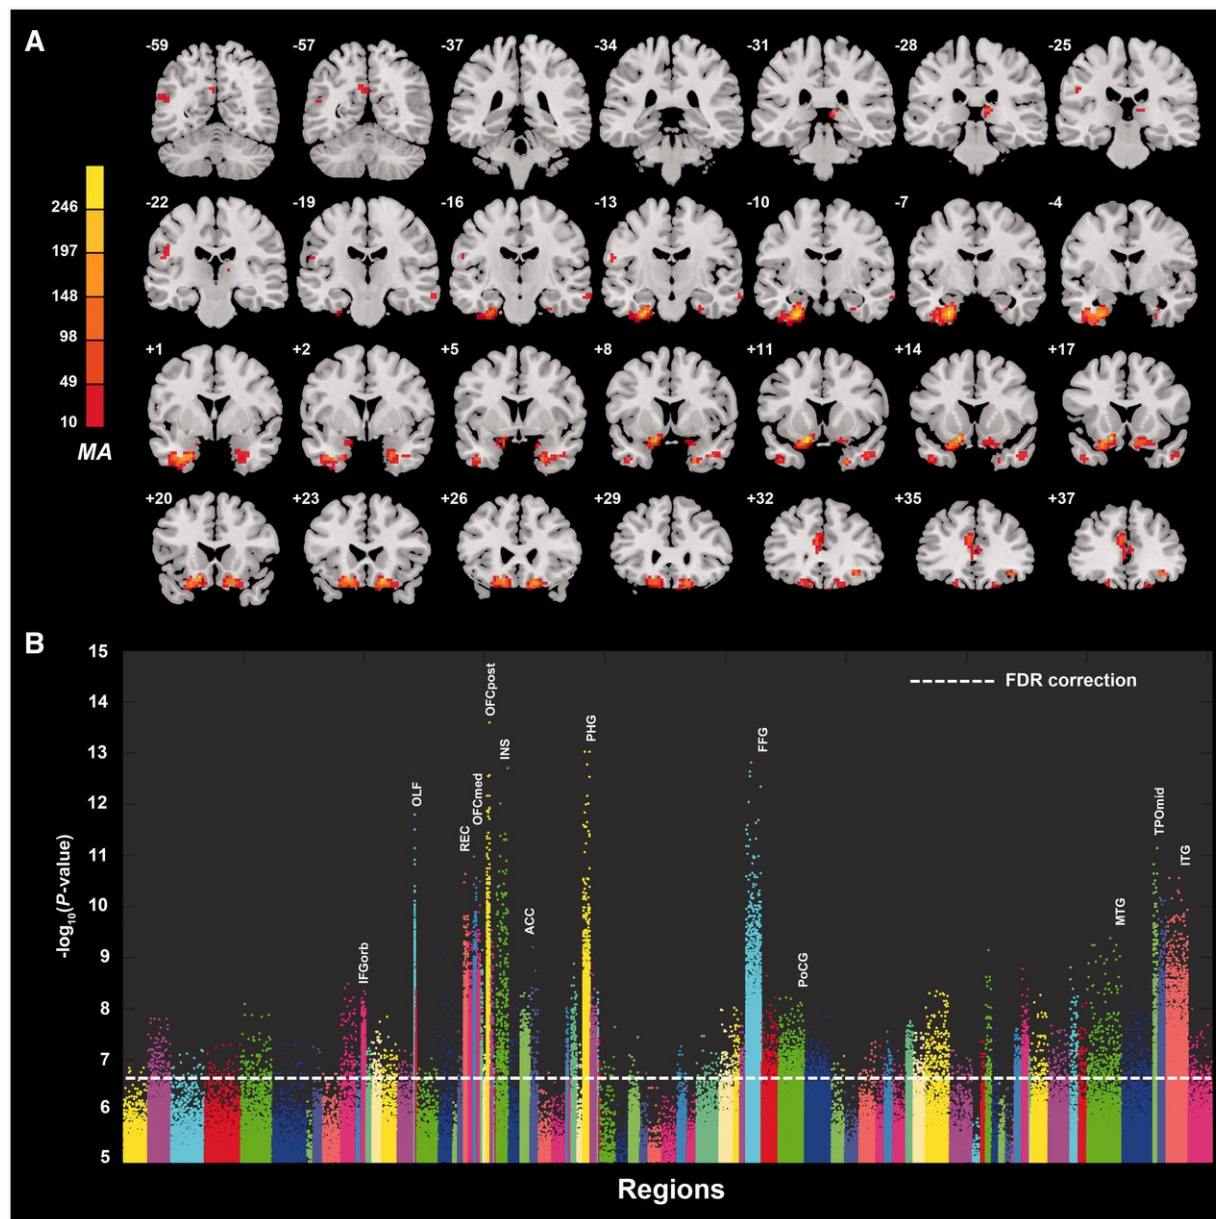 A
-59 -57 -37 -34 -31 -28 -25
-22 -19 -16 -13 -10 -7 -4
+1 +2 +5 +8 +11 +14 +17
+20 +23 +26 +29 +32 +35 +37
246
197
148
98
49
10
MA
B
15
14
13
12
11
10
9
8
7
6
5
-log10(P-value)
FDR correction
IFGorb
OLF
REC
OFCmed
OFCpost
INS
ACC
PHG
FFG
PoCG
MTG
TPOmid
ITG
Regions